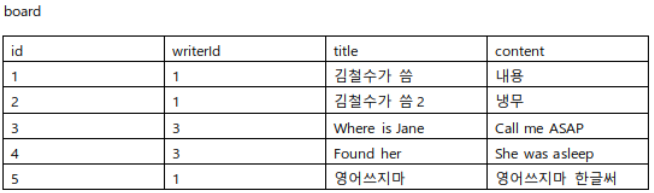 board
id writerId title content
1 1 김철수가 씀 내용
2 1 김철수가 씀 2 냉무
3 3 Where is Jane Call me ASAP
4 3 Found her She was asleep
5 1 영어쓰지마 영어쓰지마 한글써